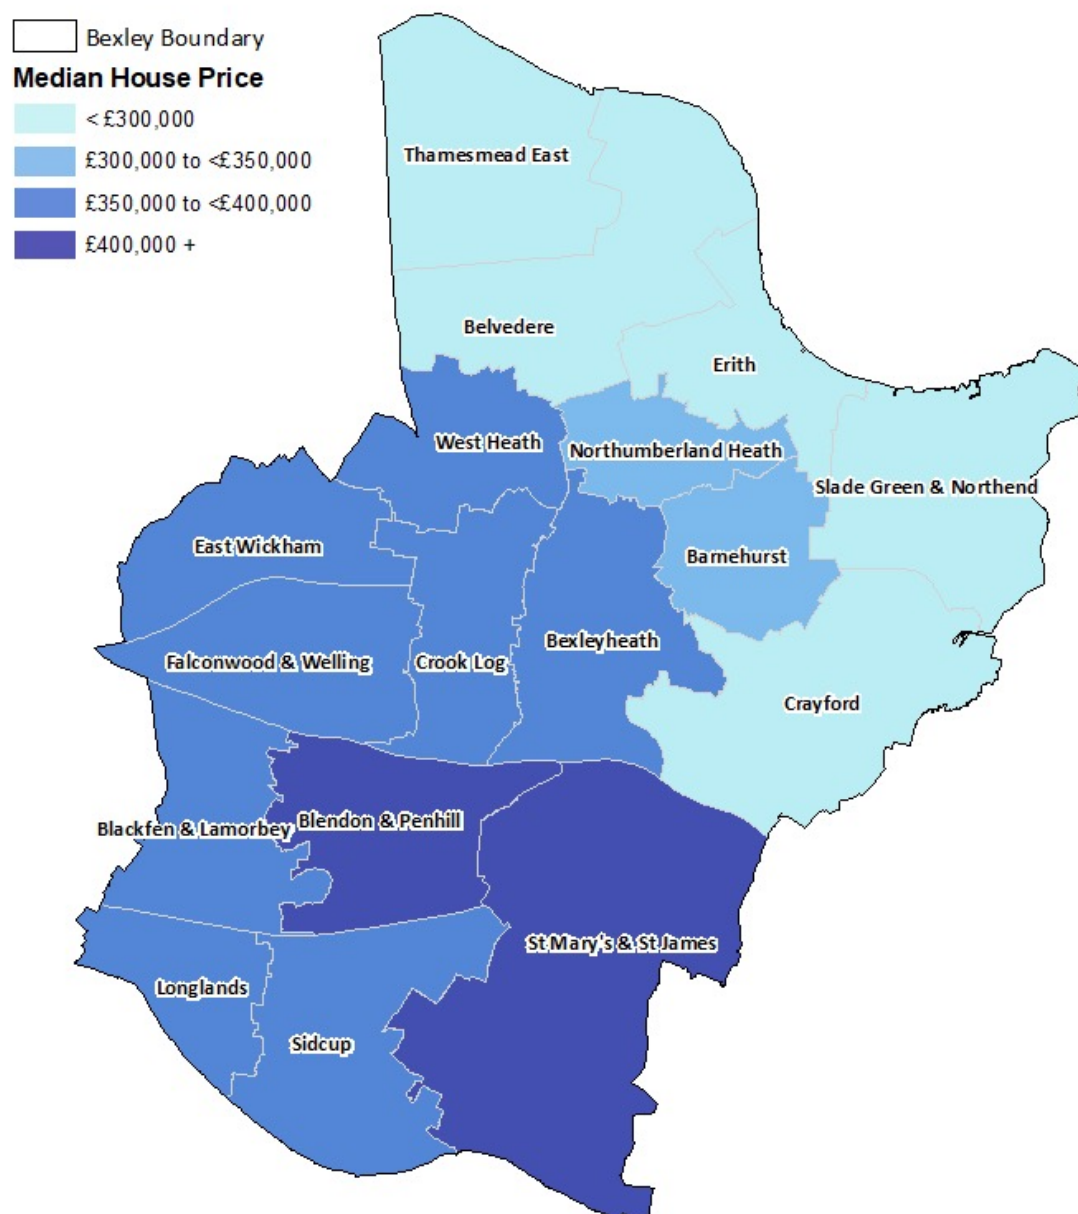 Bexley Boundary
Median House Price
< £300,000
£300,000 to <£350,000
£350,000 to <£400,000
£400,000 +
Thamesmead East
Belvedere
Erith
West Heath
Northumberland Heath
Slade Green & Northend
East Wickham
Barnehurst
Falconwood & Welling
Crook Log
Bexleyheath
Crayford
Blackfen & Lamorbey
Blendon & Penhill
St Mary's & St James
Longlands
Sidcup